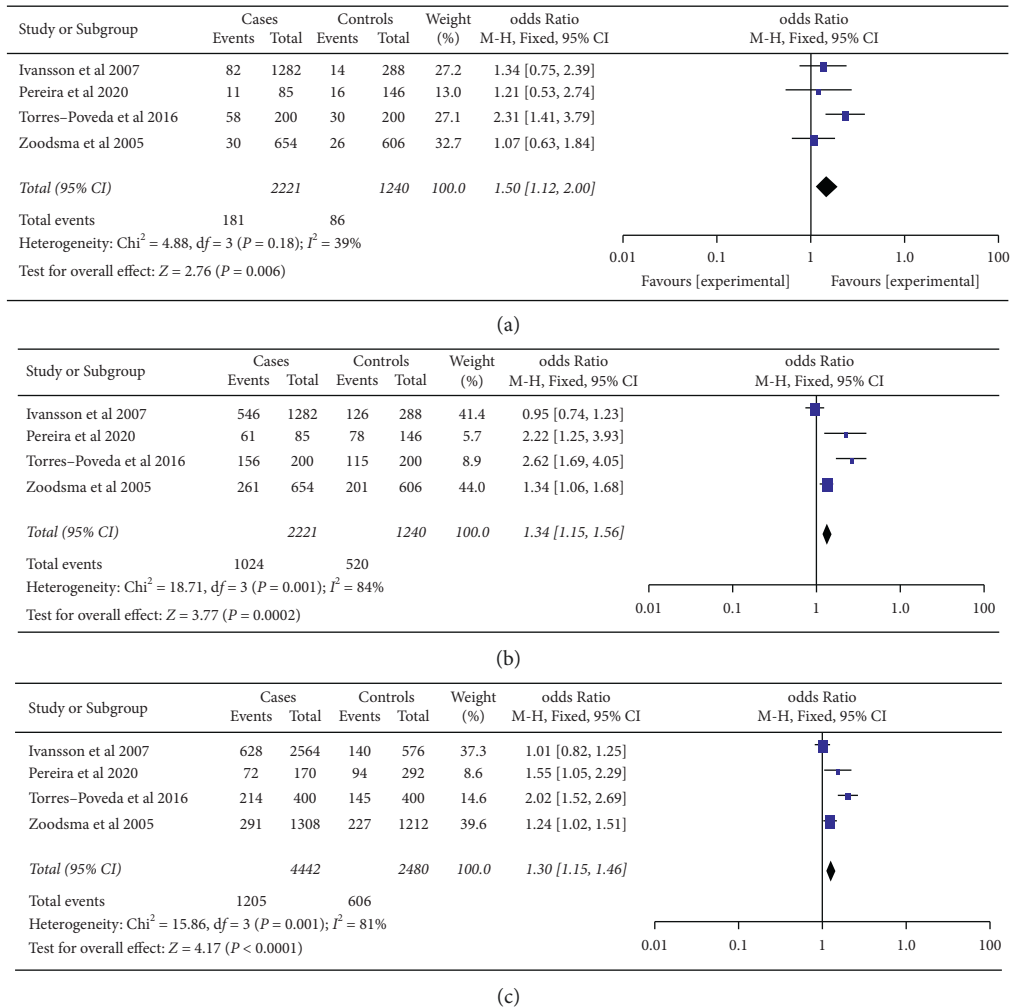 Study or Subgroup Cases Controls Weight odds Ratio odds Ratio
Events Total Events Total (%) M-H, Fixed, 95% CI M-H, Fixed, 95% CI
Ivansson et al 2007 82 1282 14 288 27.2 1.34 [0.75, 2.39]
Pereira et al 2020 11 85 16 146 13.0 1.21 [0.53, 2.74]
Torres–Poveda et al 2016 58 200 30 200 27.1 2.31 [1.41, 3.79]
Zoodsma et al 2005 30 654 26 606 32.7 1.07 [0.63, 1.84]
Total (95% CI) 2221 1240 100.0 1.50 [1.12, 2.00]
Total events 181 86
Heterogeneity: Chi² = 4.88, df = 3 (P = 0.18); I² = 39%
Test for overall effect: Z = 2.76 (P = 0.006)
0.01 0.1 1 1.0 100
Favours [experimental] Favours [experimental]
(a)
Study or Subgroup Cases Controls Weight odds Ratio odds Ratio
Events Total Events Total (%) M-H, Fixed, 95% CI M-H, Fixed, 95% CI
Ivansson et al 2007 546 1282 126 288 41.4 0.95 [0.74, 1.23]
Pereira et al 2020 61 85 78 146 5.7 2.22 [1.25, 3.93]
Torres–Poveda et al 2016 156 200 115 200 8.9 2.62 [1.69, 4.05]
Zoodsma et al 2005 261 654 201 606 44.0 1.34 [1.06, 1.68]
Total (95% CI) 2221 1240 100.0 1.34 [1.15, 1.56]
Total events 1024 520
Heterogeneity: Chi² = 18.71, df = 3 (P = 0.001); I² = 84%
Test for overall effect: Z = 3.77 (P = 0.0002)
0.01 0.1 1 1.0 100
(b)
Study or Subgroup Cases Controls Weight odds Ratio odds Ratio
Events Total Events Total (%) M-H, Fixed, 95% CI M-H, Fixed, 95% CI
Ivansson et al 2007 628 2564 140 576 37.3 1.01 [0.82, 1.25]
Pereira et al 2020 72 170 94 292 8.6 1.55 [1.05, 2.29]
Torres–Poveda et al 2016 214 400 145 400 14.6 2.02 [1.52, 2.69]
Zoodsma et al 2005 291 1308 227 1212 39.6 1.24 [1.02, 1.51]
Total (95% CI) 4442 2480 100.0 1.30 [1.15, 1.46]
Total events 1205 606
Heterogeneity: Chi² = 15.86, df = 3 (P = 0.001); I² = 81%
Test for overall effect: Z = 4.17 (P < 0.0001)
0.01 0.1 1 1.0 100
(c)